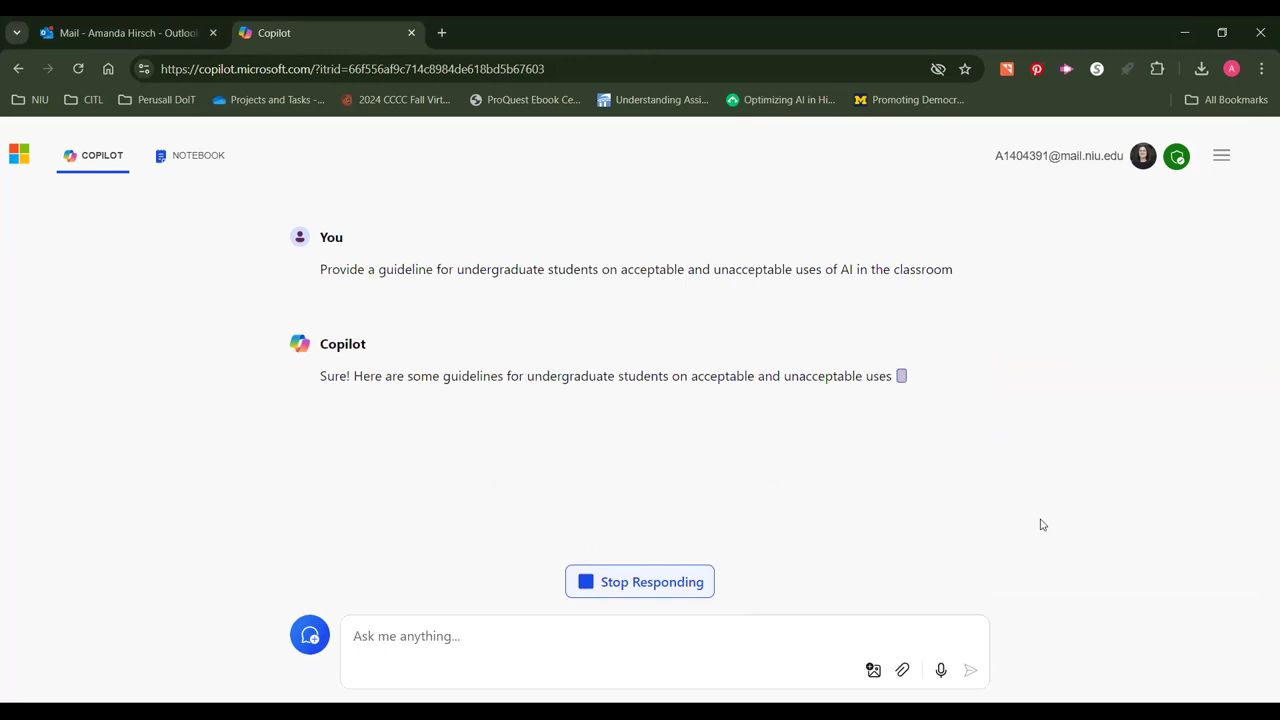 Mail - Amanda Hirsch - Outlool
Copilot
https://copilot.microsoft.com/?itrid=66f556af9c714c8984de618bd5b67603
A
NIU
CITL
Perusall DoIT
Projects and Tasks -...
2024 CCCC Fall Virt...
ProQuest Ebook Ce...
Understanding Assi...
Optimizing AI in Hi...
Promoting Democr...
All Bookmarks
COPILOT
NOTEBOOK
A1404391@mail.niu.edu
You
Provide a guideline for undergraduate students on acceptable and unacceptable uses of AI in the classroom
Copilot
Sure! Here are some guidelines for undergraduate students on acceptable and unacceptable uses
Stop Responding
Ask me anything...